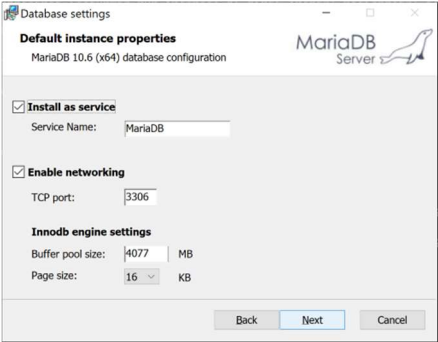 Database settings
Default instance properties
MariaDB 10.6 (x64) database configuration
MariaDB
Server
Install as service
Service Name: MariaDB
Enable networking
TCP port: 3306
Innodb engine settings
Buffer pool size: 4077 MB
Page size: 16 KB
Back Next Cancel